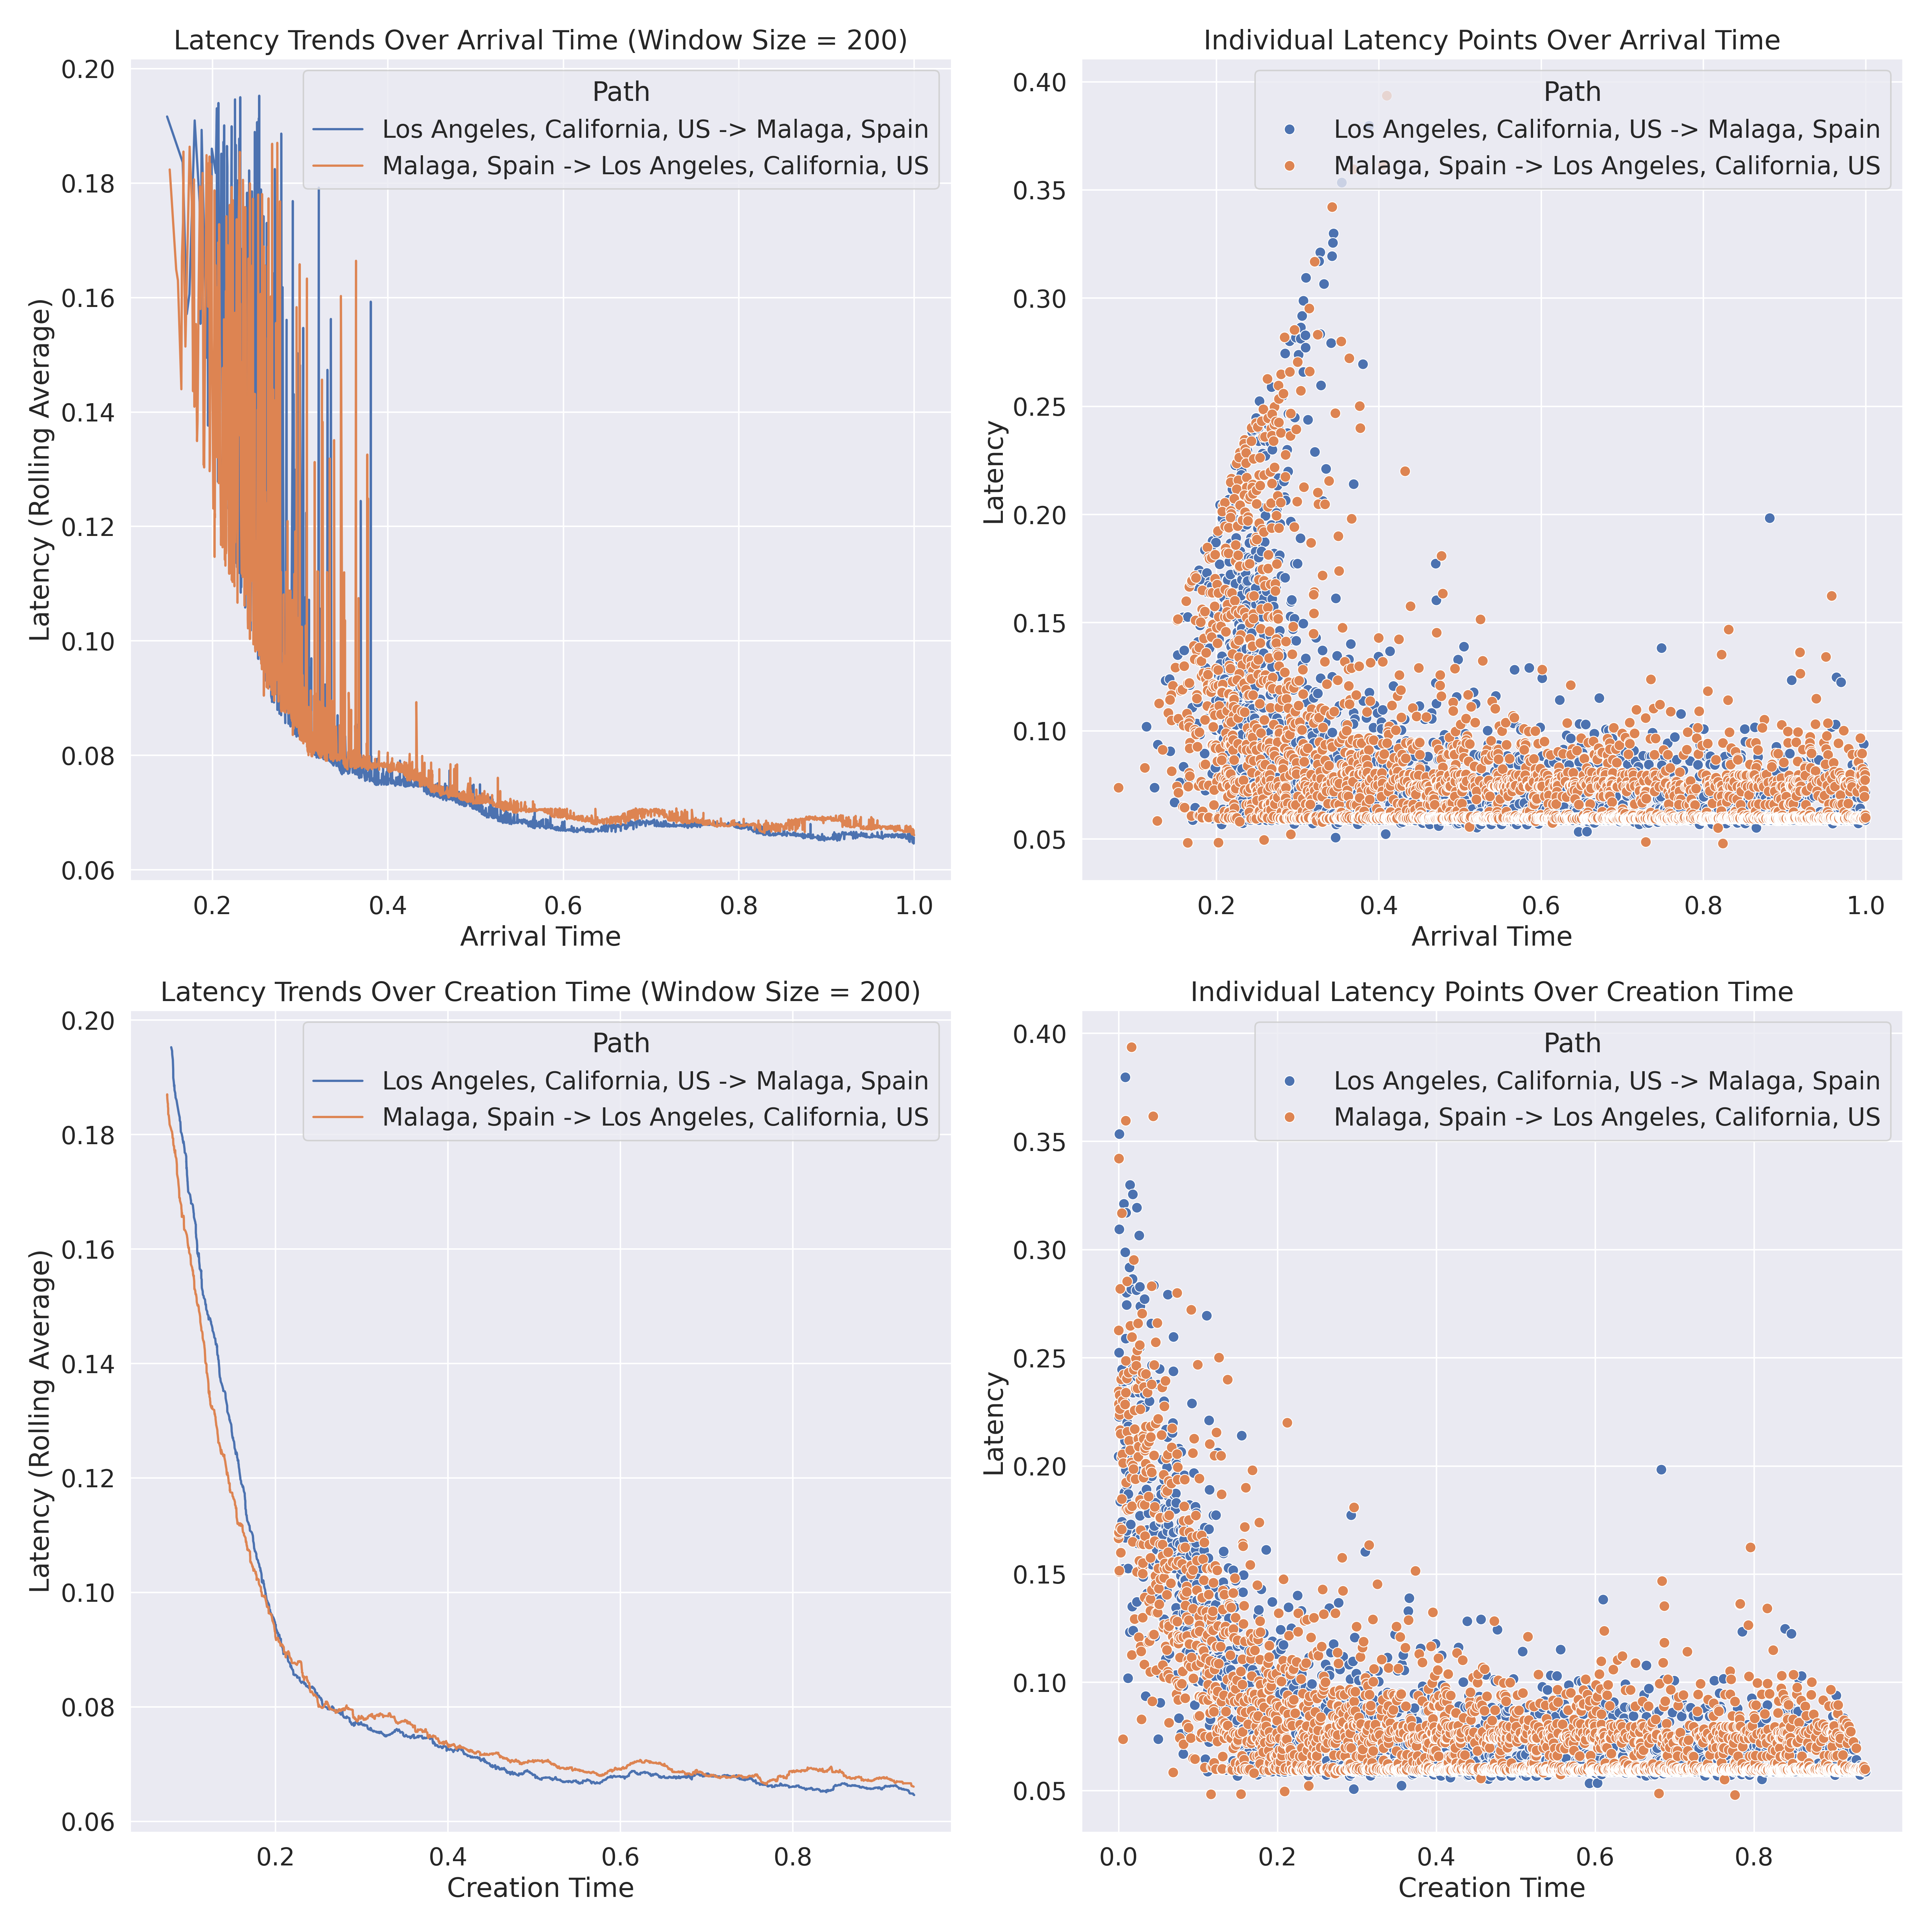 Latency Trends Over Arrival Time (Window Size = 200)
0.20
0.18
0.16
0.14
0.12
0.10
0.08
0.06
Latency (Rolling Average)
Path
Los Angeles, California, US -> Malaga, Spain
Malaga, Spain -> Los Angeles, California, US
0.2 0.4 0.6 0.8 1.0
Arrival Time
Individual Latency Points Over Arrival Time
0.40
0.35
0.30
0.25
0.20
0.15
0.10
0.05
Latency
Path
Los Angeles, California, US -> Malaga, Spain
Malaga, Spain -> Los Angeles, California, US
0.2 0.4 0.6 0.8 1.0
Arrival Time
Latency Trends Over Creation Time (Window Size = 200)
0.20
0.18
0.16
0.14
0.12
0.10
0.08
0.06
Latency (Rolling Average)
Path
Los Angeles, California, US -> Malaga, Spain
Malaga, Spain -> Los Angeles, California, US
0.2 0.4 0.6 0.8
Creation Time
Individual Latency Points Over Creation Time
0.40
0.35
0.30
0.25
0.20
0.15
0.10
0.05
Latency
Path
Los Angeles, California, US -> Malaga, Spain
Malaga, Spain -> Los Angeles, California, US
0.0 0.2 0.4 0.6 0.8
Creation Time